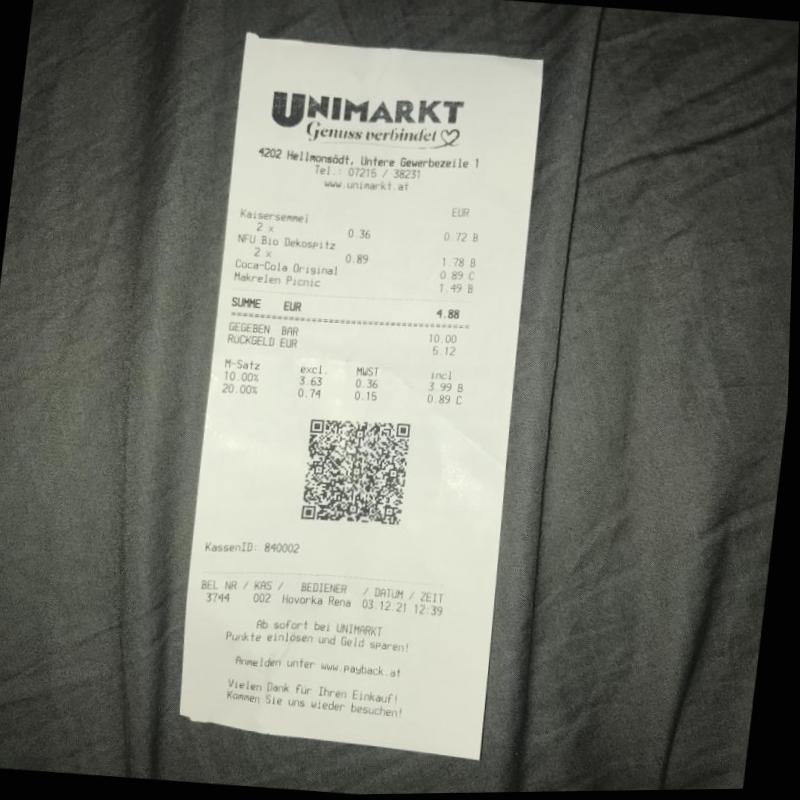 UNIMARKT
Genuss verbindet
4202 Hellmonsödt, Untere Gewerbezeile 1
Tel.: 07215 / 38231
www.unimarkt.at
EUR
Kaisersemmel
2 x 0.36 0.72 B
NFU Bio Dekospitz
2 x 0.89 1.78 B
Coca-Cola Original 0.89 C
Makrelen Picnic 1.49 B
SUMME EUR 4.88
GEGEBEN BAR 10.00
RÜCKGELD EUR 5.12
M-Satz excl. MWST incl
10.00% 3.63 0.36 3.99 B
20.00% 0.74 0.15 0.89 C
KassenID: 840002
BEL NR / KAS / BEDIENER / DATUM / ZEIT
3744 002 Hovorka Rena 03.12.21 12:39
Ab sofort bei UNIMARKT
Punkte einlösen und Geld sparen!
Anmelden unter www.payback.at
Vielen Dank für Ihren Einkauf!
Kommen Sie uns wieder besuchen!